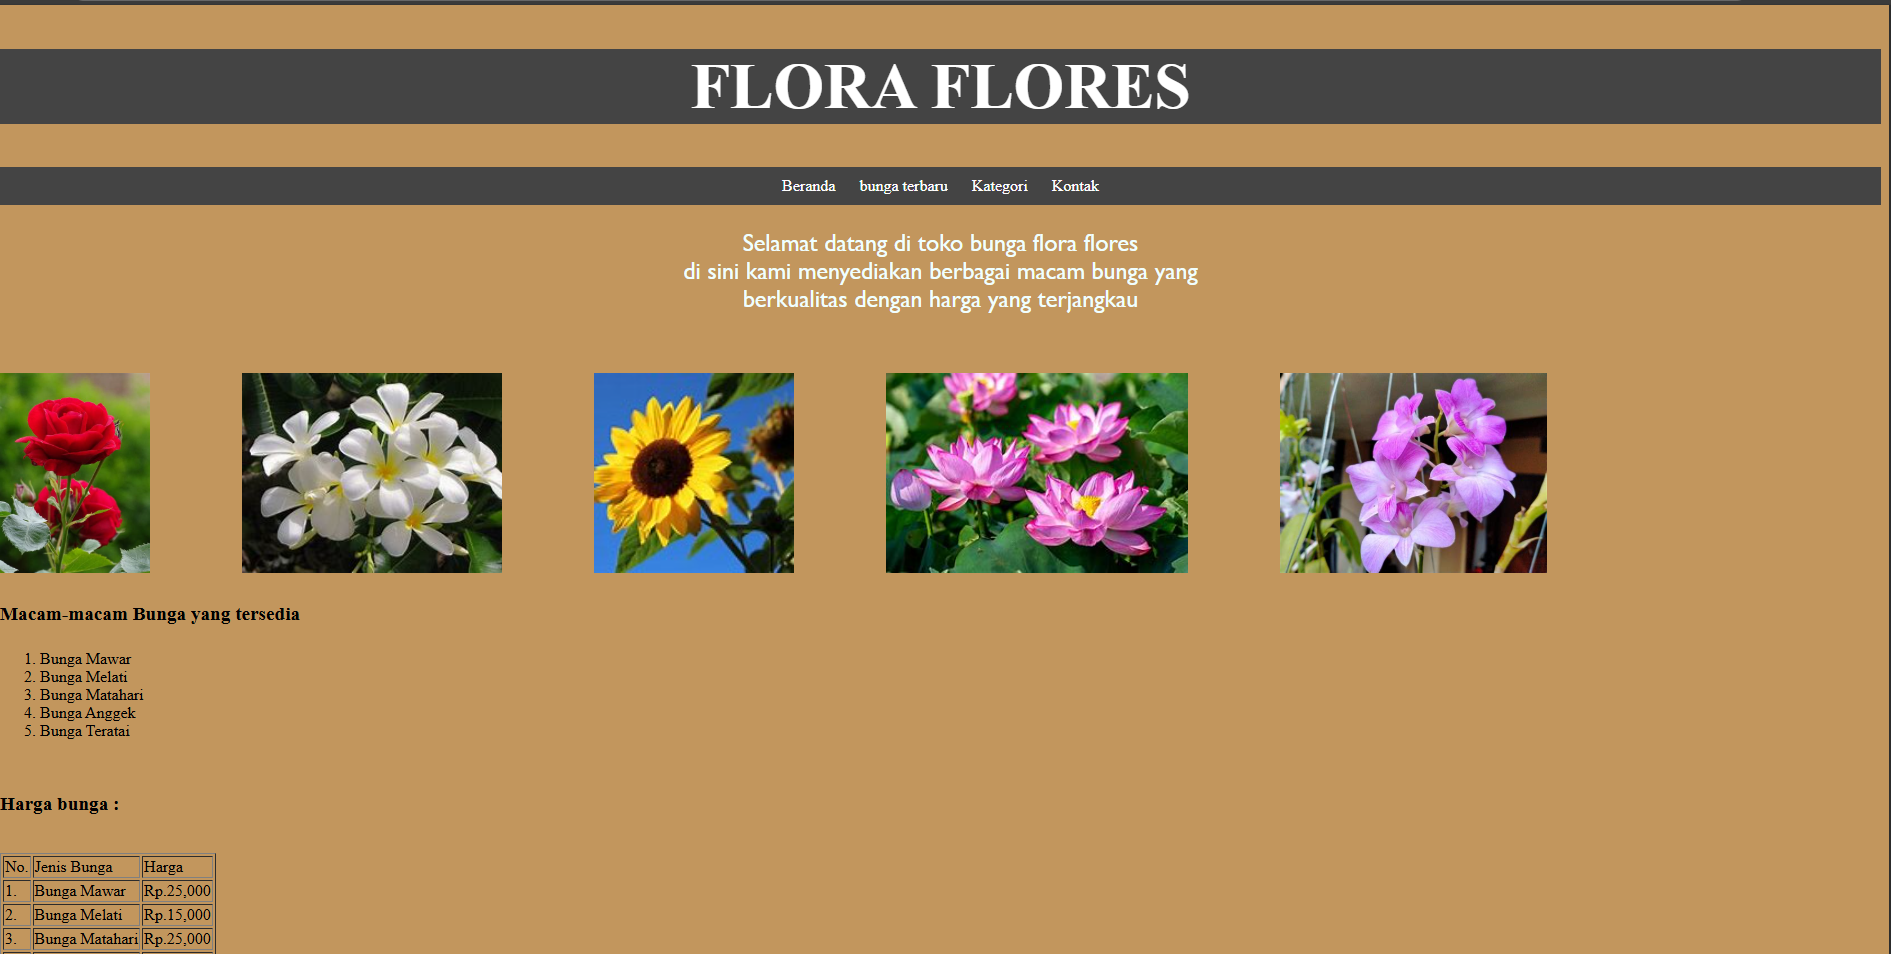 FLORA FLORES
Beranda bunga terbaru Kategori Kontak
Selamat datang di toko bunga flora flores
di sini kami menyediakan berbagai macam bunga yang
berkualitas dengan harga yang terjangkau
Macam-macam Bunga yang tersedia
1. Bunga Mawar
2. Bunga Melati
3. Bunga Matahari
4. Bunga Anggek
5. Bunga Teratai
Harga bunga :
No. Jenis Bunga Harga
1. Bunga Mawar Rp.25,000
2. Bunga Melati Rp.15,000
3. Bunga Matahari Rp.25,000